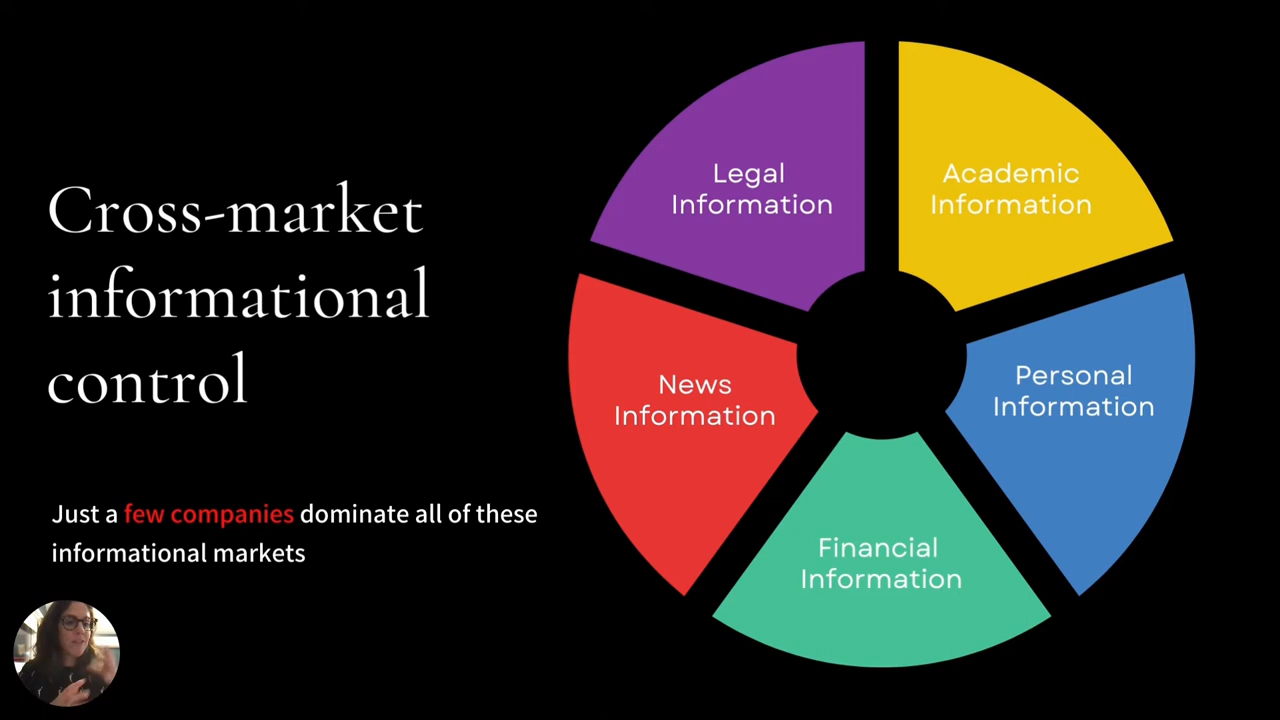 Cross-market
informational
control
Just a few companies dominate all of these
informational markets
Legal
Information
Academic
Information
News
Information
Personal
Information
Financial
Information